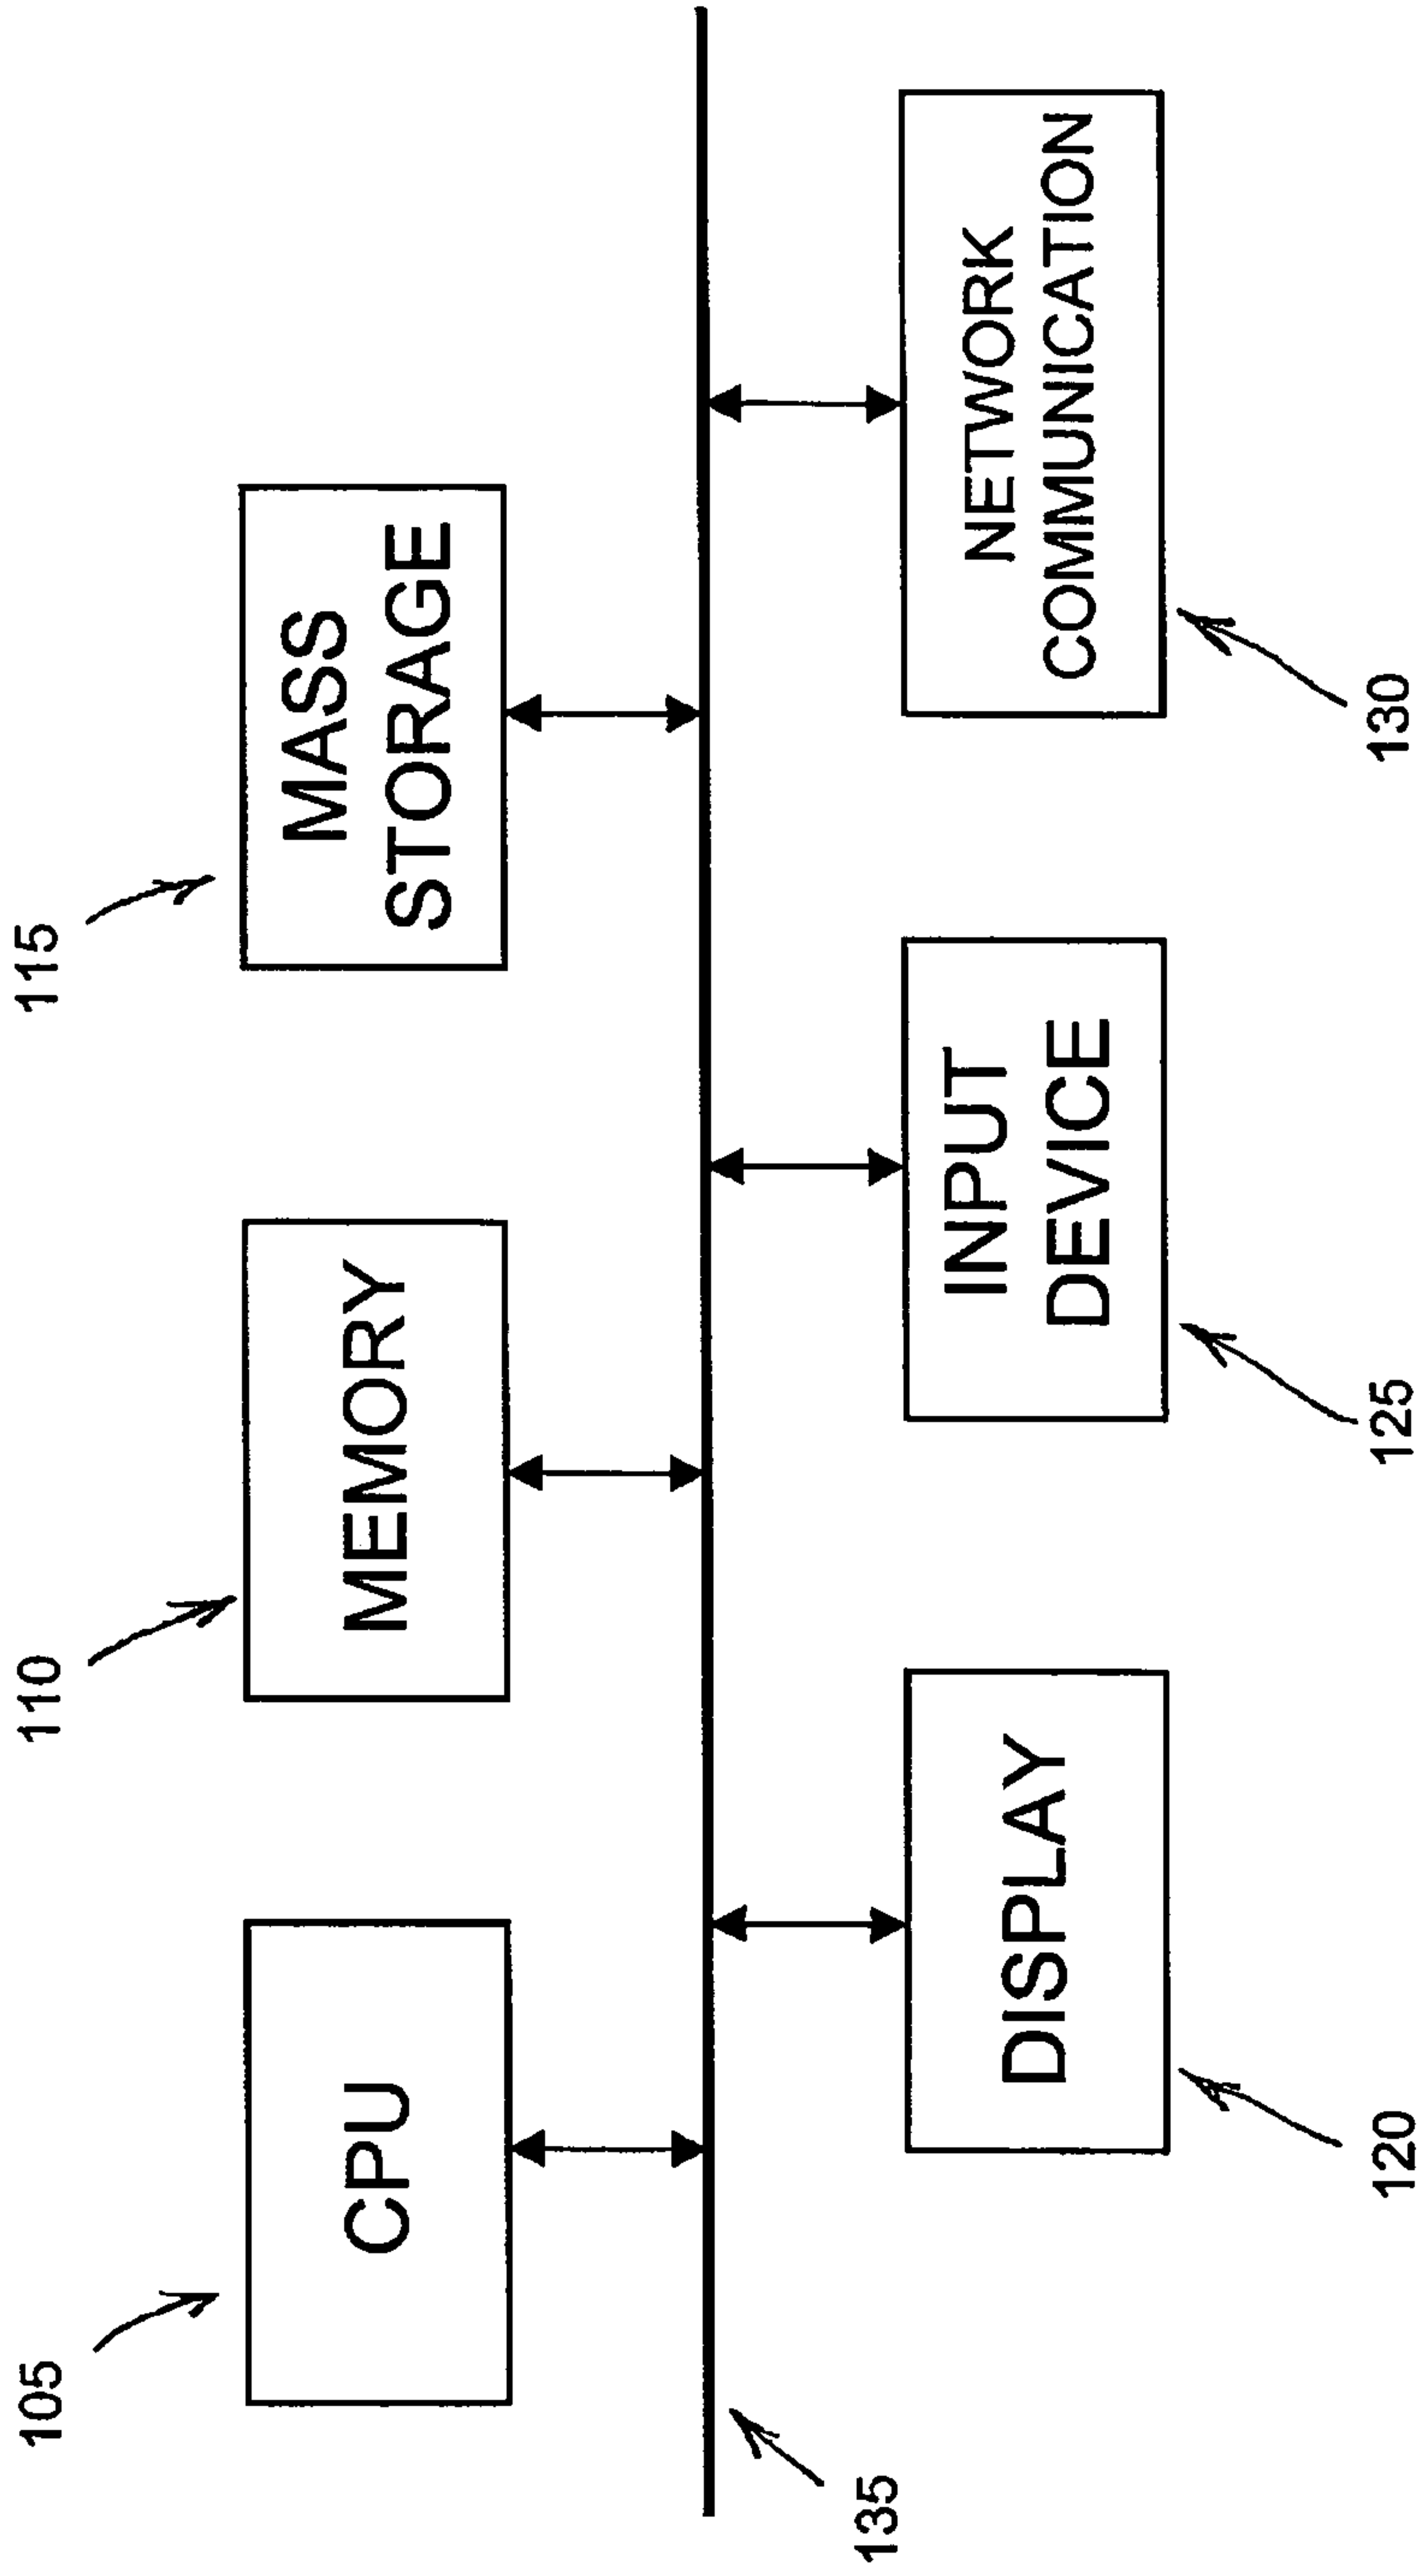 105
CPU
110
MEMORY
115
MASS
STORAGE
135
120
DISPLAY
125
INPUT
DEVICE
130
NETWORK
COMMUNICATION